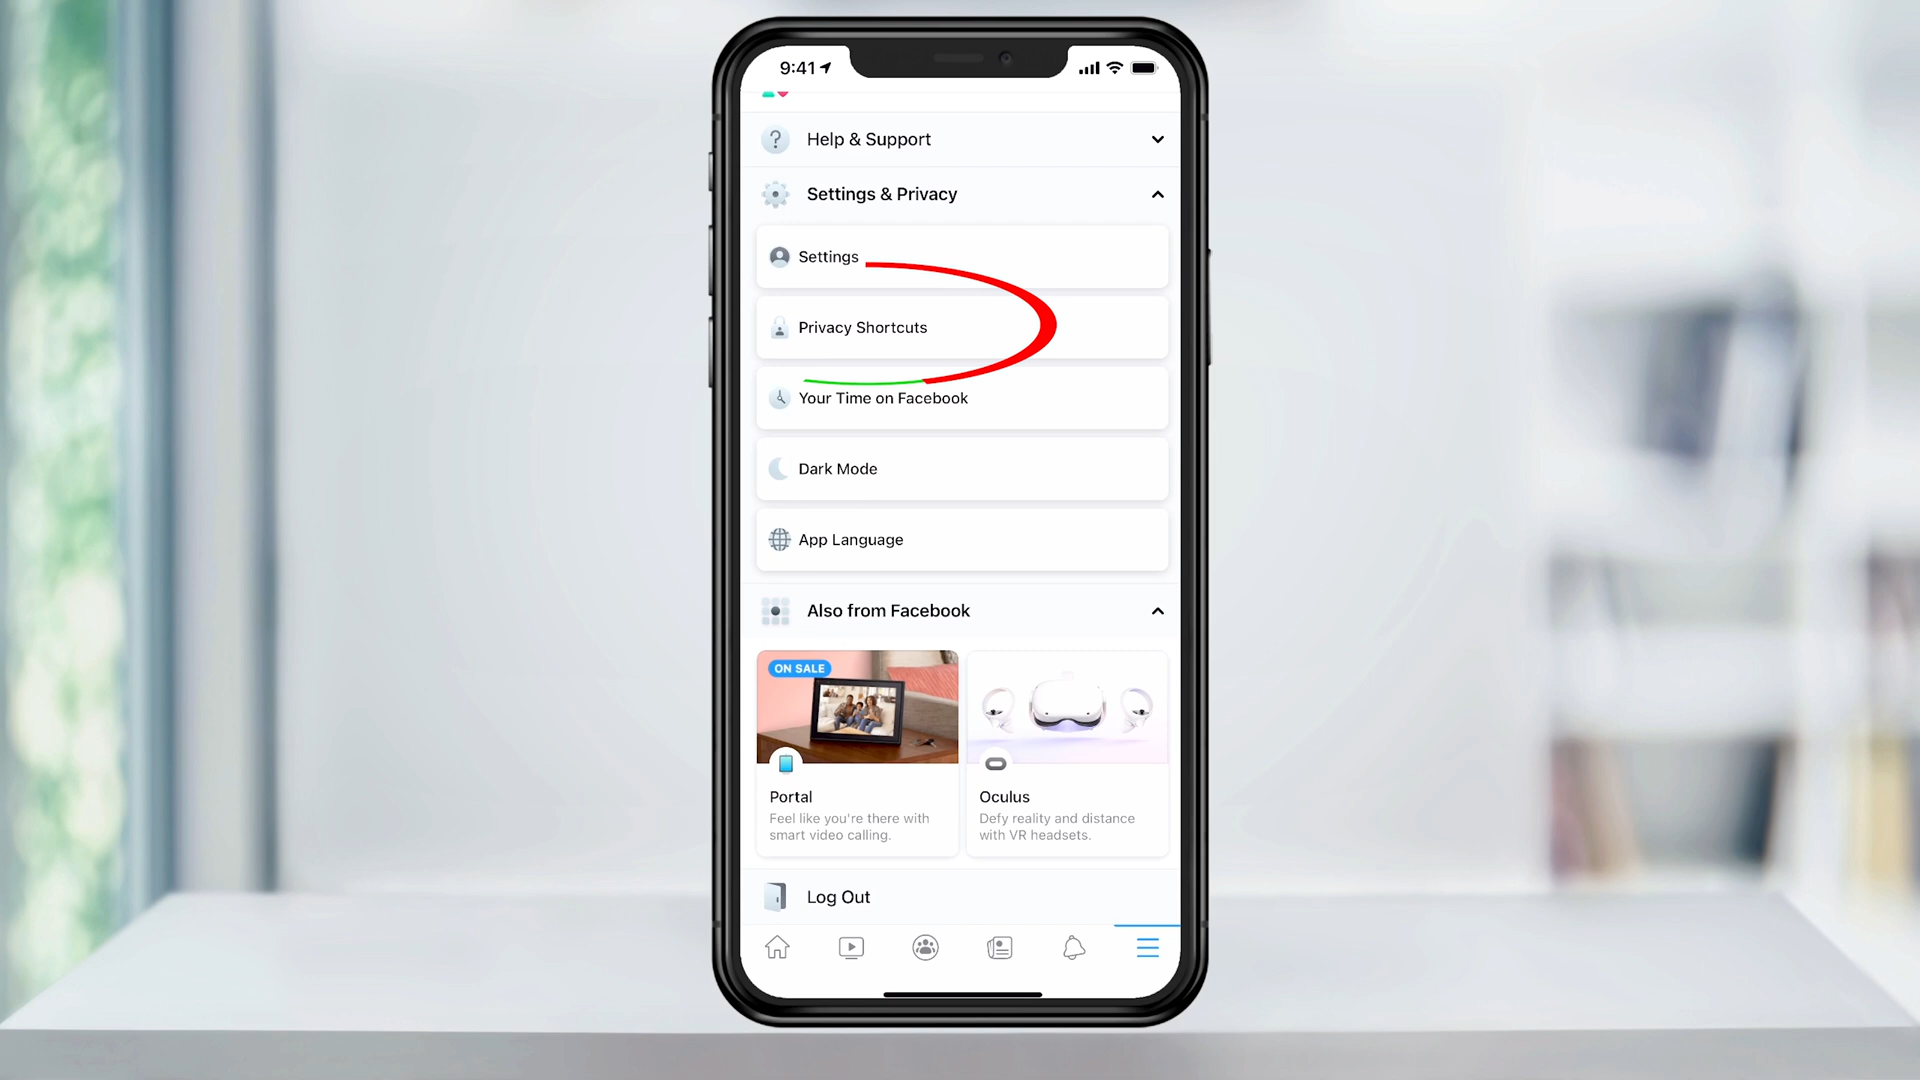 9:41
Help & Support
Settings & Privacy
Settings
Privacy Shortcuts
Your Time on Facebook
Dark Mode
App Language
Also from Facebook
ON SALE
Portal
Feel like you're there with
smart video calling.
Oculus
Defy reality and distance
with VR headsets.
Log Out